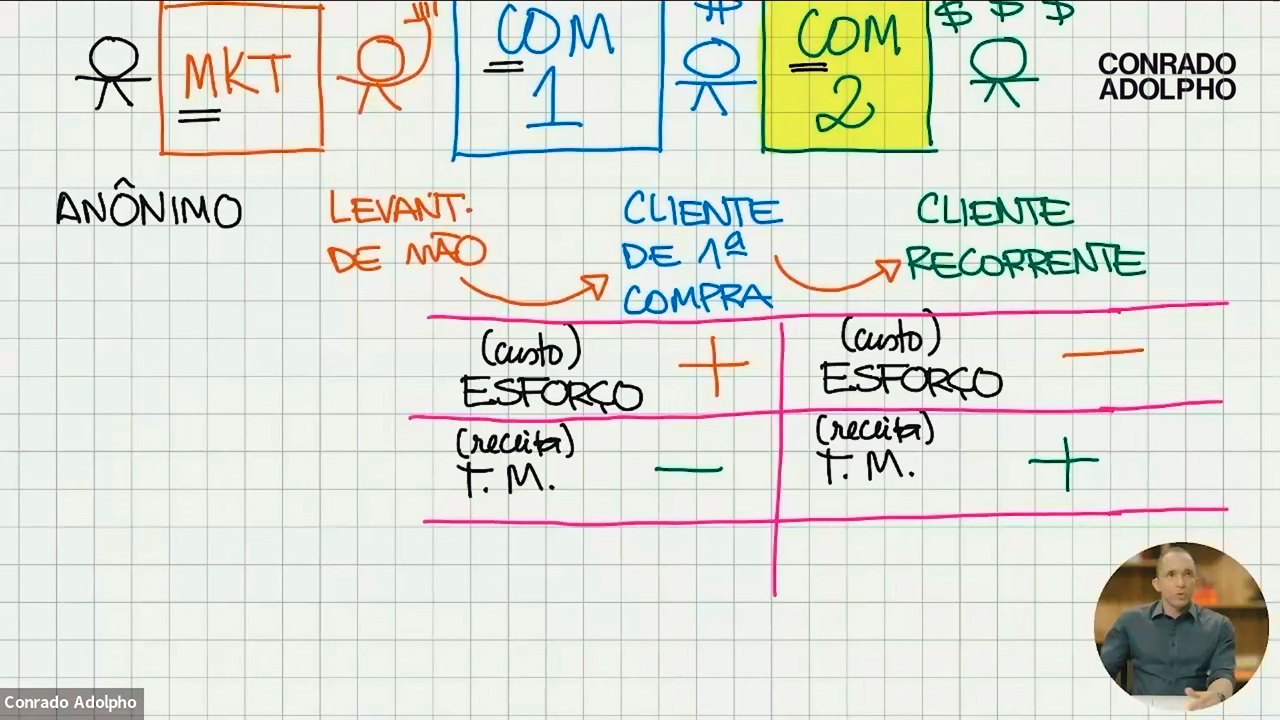 $$
$ $ $
MKT
COM
1
COM
2
CONRADO
ADOLPHO
ANÔNIMO
LEVANT.
DE MÃO
CLIENTE
DE 1ª
COMPRA
CLIENTE
RECORRENTE
(custo)
ESFORÇO +
(custo)
ESFORÇO —
(receita)
T. M. —
(receita)
T. M. +
Conrado Adolpho